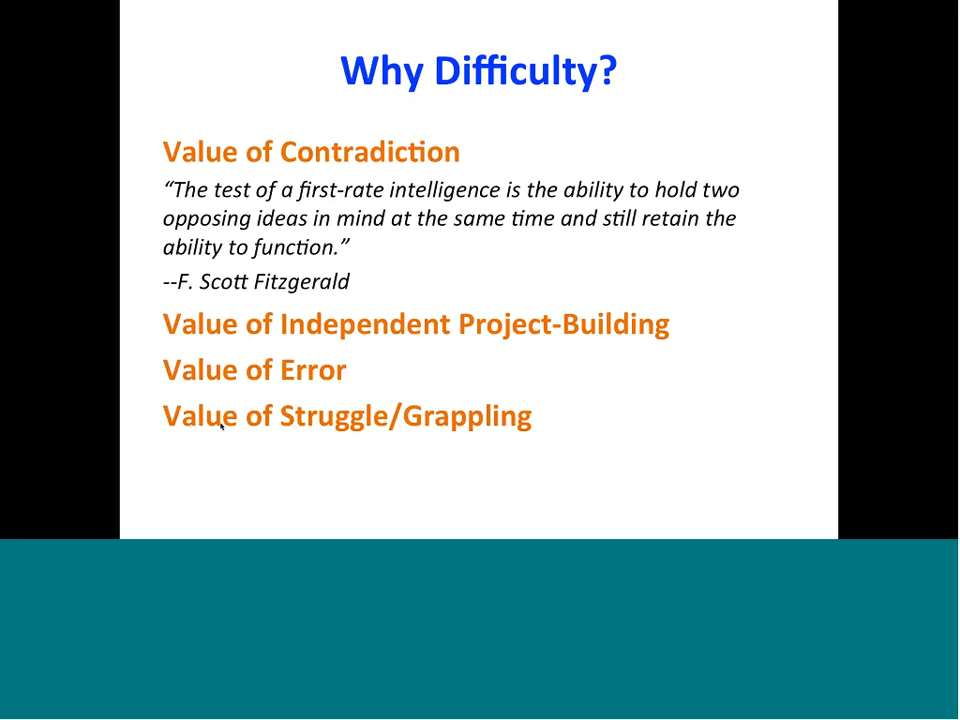 Why Difficulty?
Value of Contradiction
“The test of a first-rate intelligence is the ability to hold two
opposing ideas in mind at the same time and still retain the
ability to function.”
--F. Scott Fitzgerald
Value of Independent Project-Building
Value of Error
Value of Struggle/Grappling